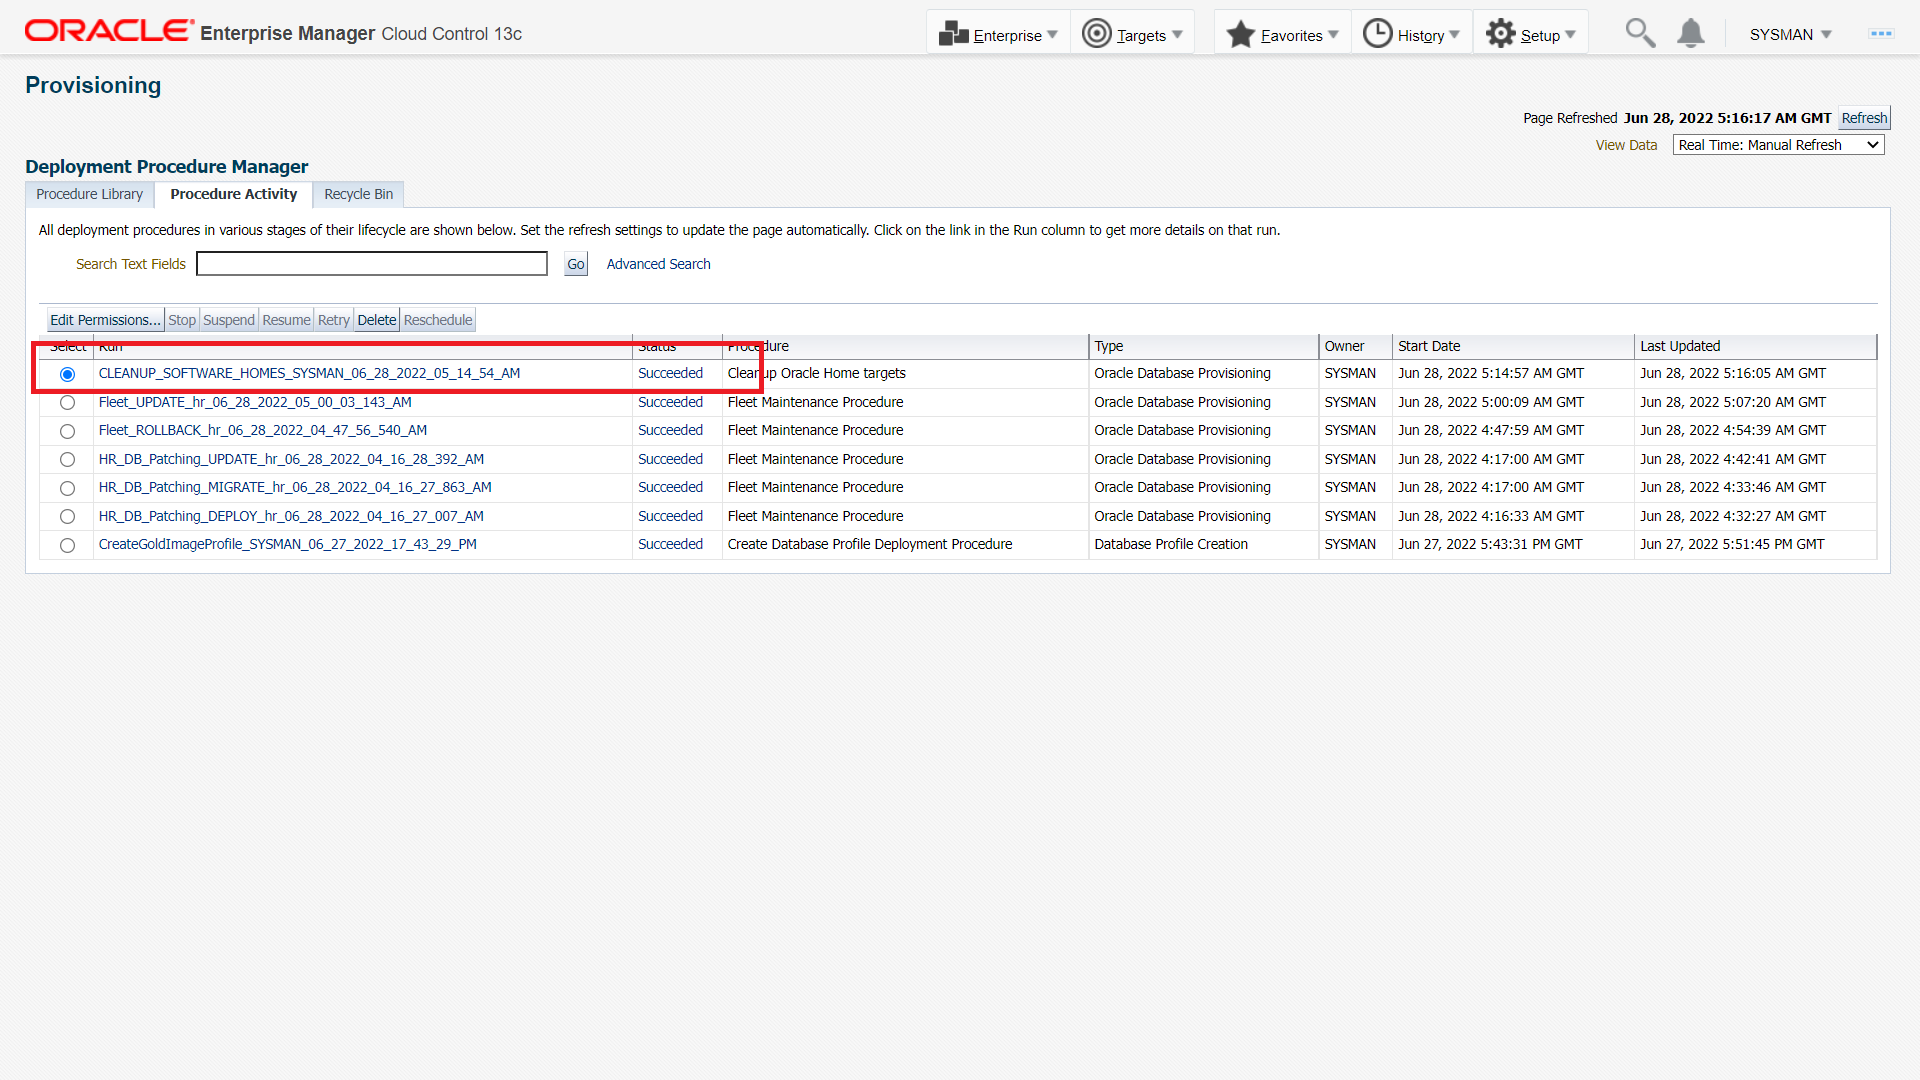 ORACLE Enterprise Manager Cloud Control 13c Enterprise Targets Favorites History Setup SYSMAN
Provisioning
Page Refreshed Jun 28, 2022 5:16:17 AM GMT Refresh
View Data Real Time: Manual Refresh
Deployment Procedure Manager
Procedure Library Procedure Activity Recycle Bin
All deployment procedures in various stages of their lifecycle are shown below. Set the refresh settings to update the page automatically. Click on the link in the Run column to get more details on that run.
Search Text Fields Go Advanced Search
Edit Permissions... Stop Suspend Resume Retry Delete Reschedule
Select Run Status Procedure Type Owner Start Date Last Updated
CLEANUP_SOFTWARE_HOMES_SYSMAN_06_28_2022_05_14_54_AM Succeeded Cleanup Oracle Home targets Oracle Database Provisioning SYSMAN Jun 28, 2022 5:14:57 AM GMT Jun 28, 2022 5:16:05 AM GMT
Fleet_UPDATE_hr_06_28_2022_05_00_03_143_AM Succeeded Fleet Maintenance Procedure Oracle Database Provisioning SYSMAN Jun 28, 2022 5:00:09 AM GMT Jun 28, 2022 5:07:20 AM GMT
Fleet_ROLLBACK_hr_06_28_2022_04_47_56_540_AM Succeeded Fleet Maintenance Procedure Oracle Database Provisioning SYSMAN Jun 28, 2022 4:47:59 AM GMT Jun 28, 2022 4:54:39 AM GMT
HR_DB_Patching_UPDATE_hr_06_28_2022_04_16_28_392_AM Succeeded Fleet Maintenance Procedure Oracle Database Provisioning SYSMAN Jun 28, 2022 4:17:00 AM GMT Jun 28, 2022 4:42:41 AM GMT
HR_DB_Patching_MIGRATE_hr_06_28_2022_04_16_27_863_AM Succeeded Fleet Maintenance Procedure Oracle Database Provisioning SYSMAN Jun 28, 2022 4:17:00 AM GMT Jun 28, 2022 4:33:46 AM GMT
HR_DB_Patching_DEPLOY_hr_06_28_2022_04_16_27_007_AM Succeeded Fleet Maintenance Procedure Oracle Database Provisioning SYSMAN Jun 28, 2022 4:16:33 AM GMT Jun 28, 2022 4:32:27 AM GMT
CreateGoldImageProfile_SYSMAN_06_27_2022_17_43_29_PM Succeeded Create Database Profile Deployment Procedure Database Profile Creation SYSMAN Jun 27, 2022 5:43:31 PM GMT Jun 27, 2022 5:51:45 PM GMT